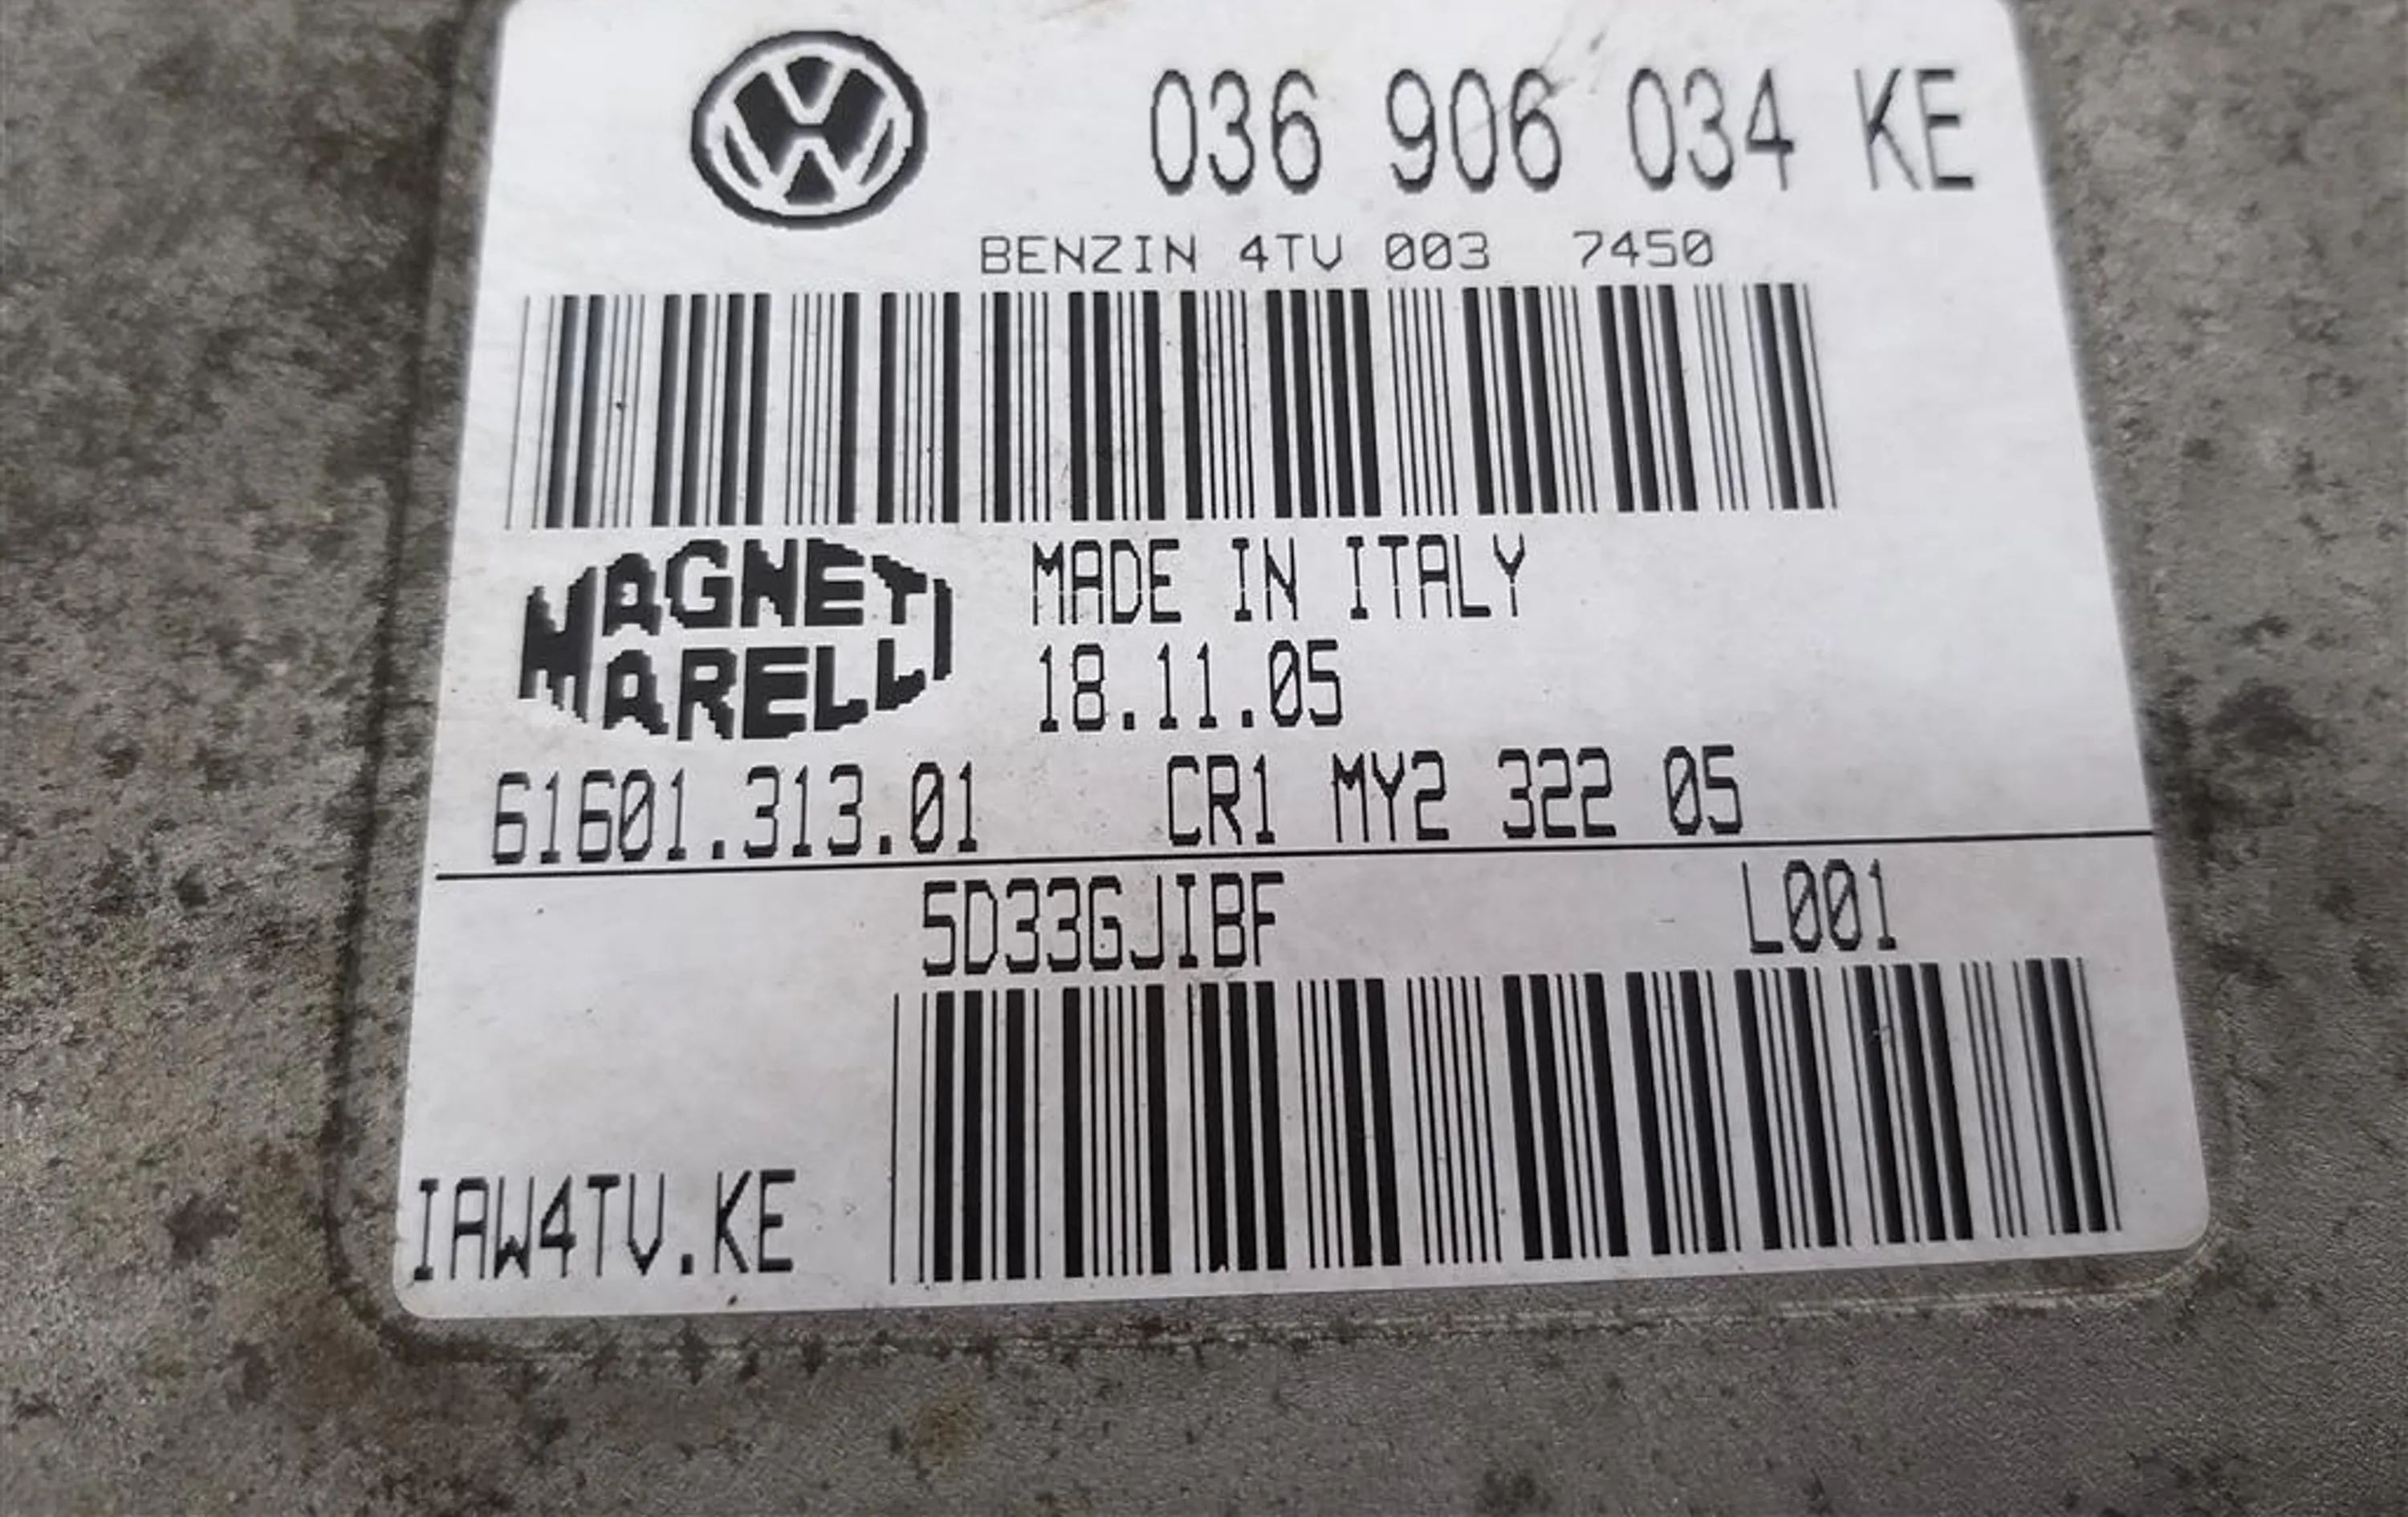 036 906 034 KE
BENZIN 4TV 003 7450
MAGNETI MARELLI
MADE IN ITALY
18.11.05
61601.313.01 CR1 MY2 322 05
5D33GJIBF L001
IAW4TV.KE